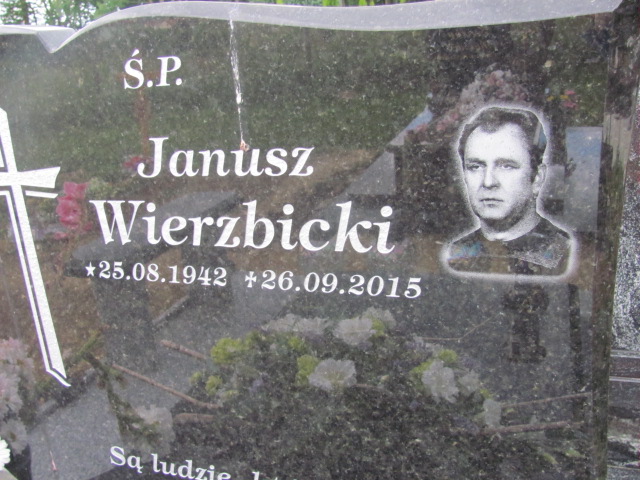 Ś.P.
Janusz
Wierzbicki
★25.08.1942 ✝26.09.2015
Są ludzie,